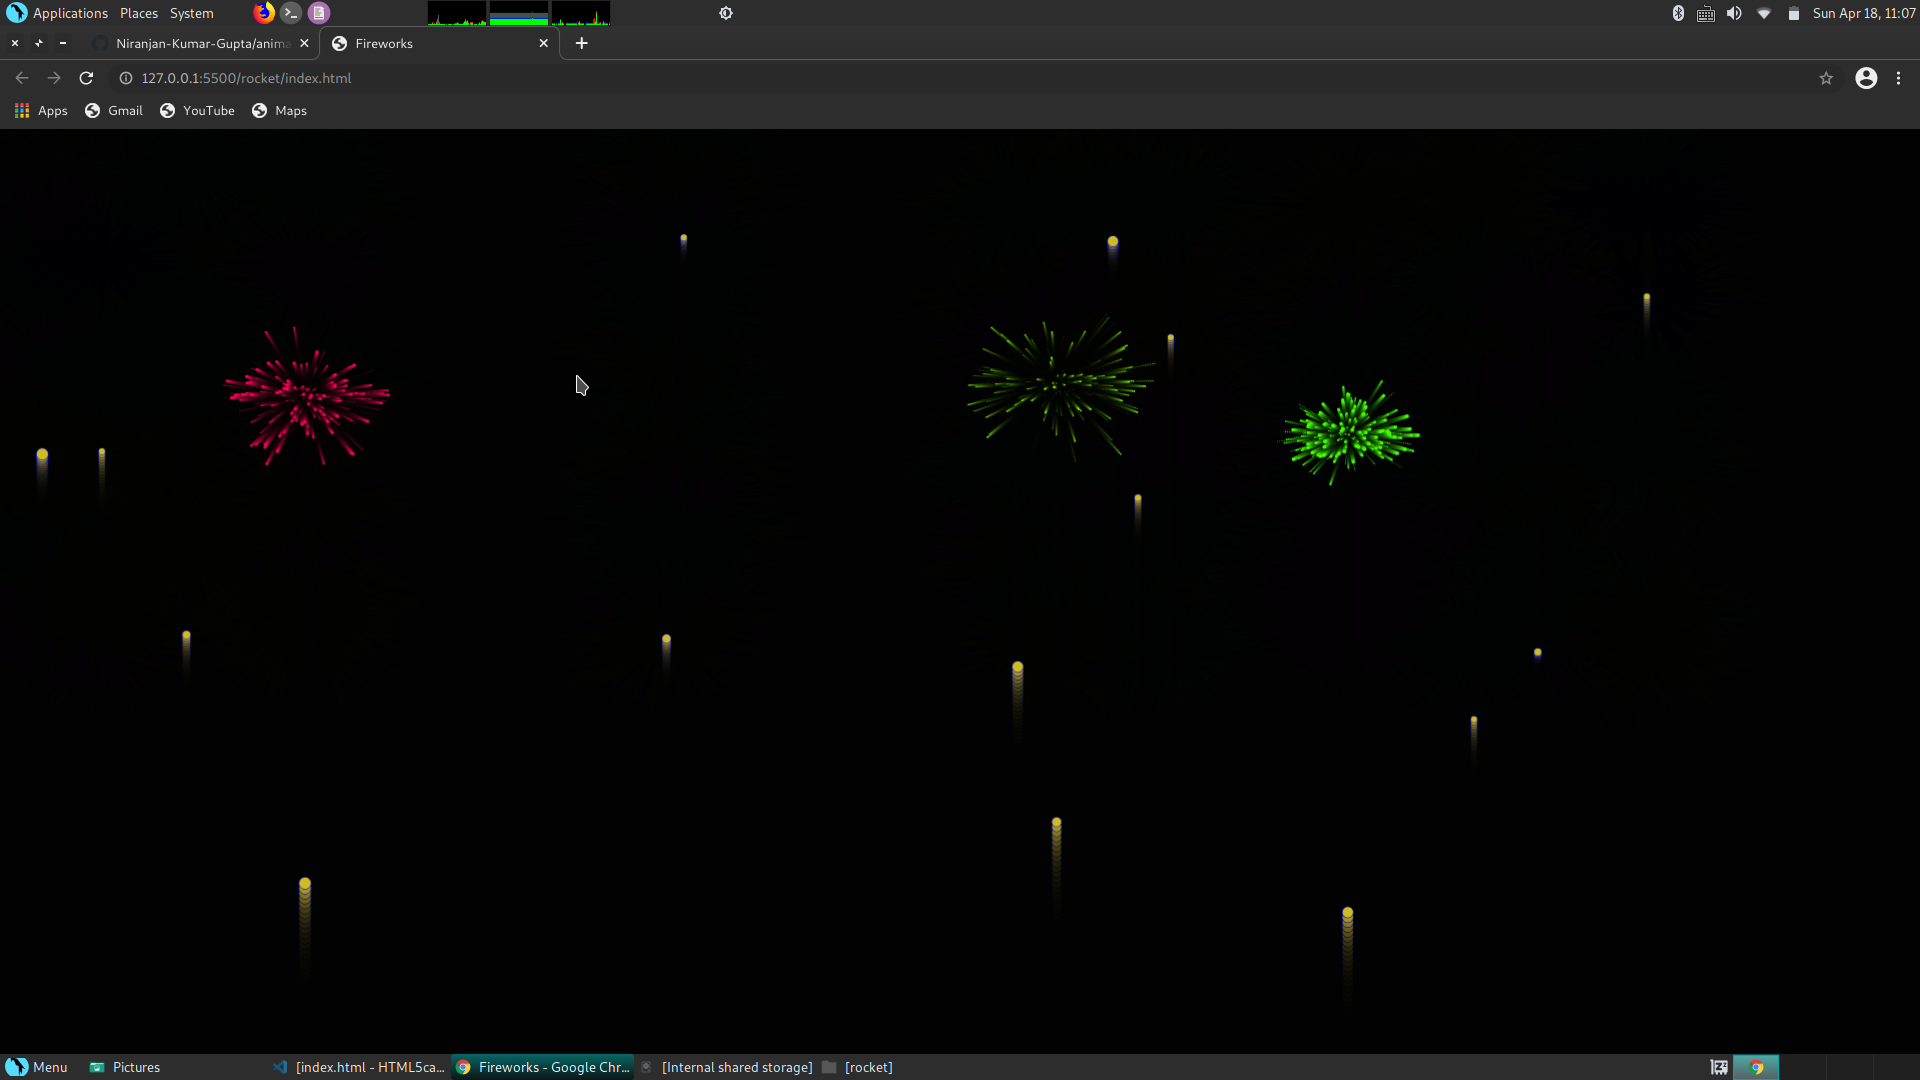 Applications Places System
Sun Apr 18, 11:07
Niranjan-Kumar-Gupta/anima
Fireworks
127.0.0.1:5500/rocket/index.html
Apps Gmail YouTube Maps
Menu Pictures [index.html - HTML5ca... Fireworks - Google Chr... [Internal shared storage] [rocket]